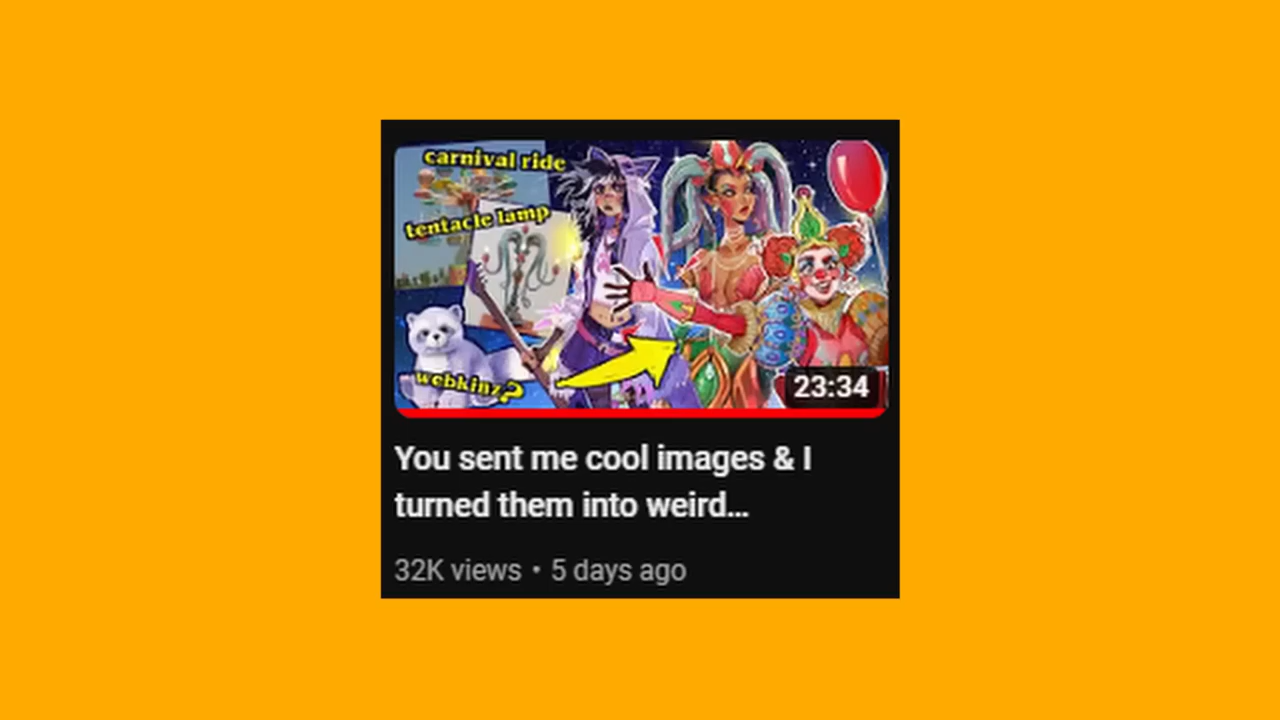 carnival ride
tentacle lamp
webkinz?
23:34
You sent me cool images & I
turned them into weird...
32K views • 5 days ago